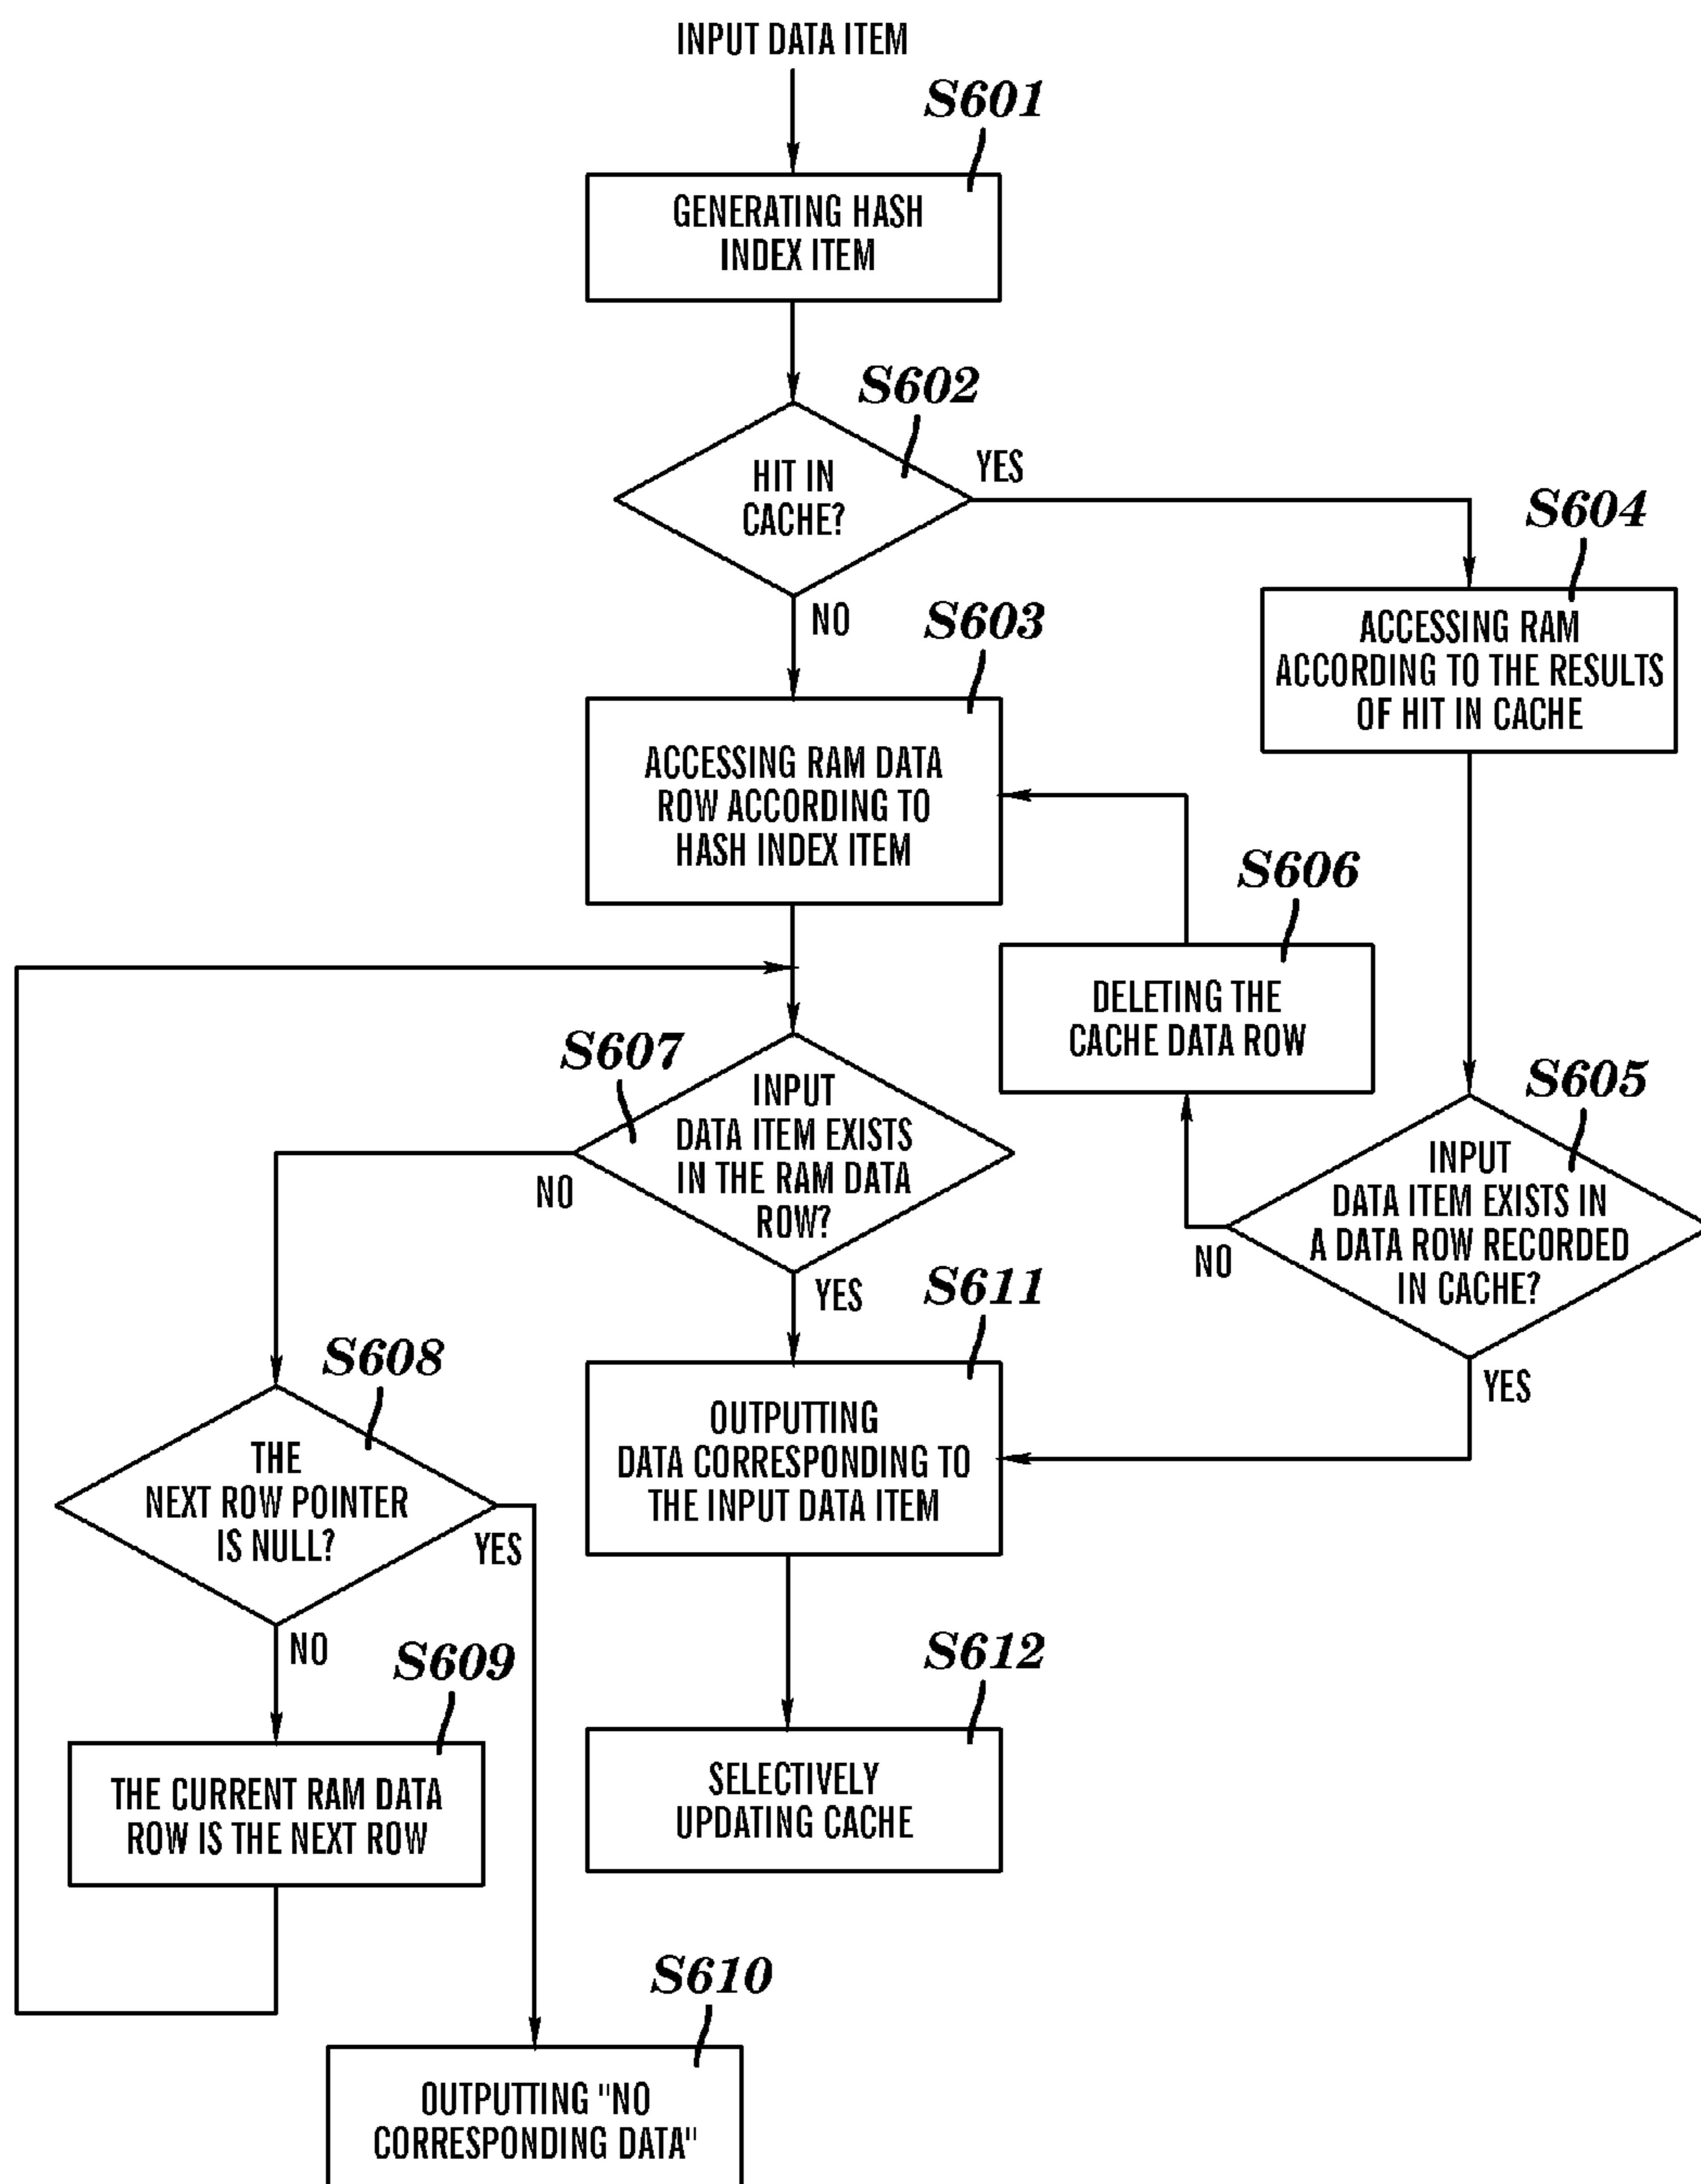 INPUT DATA ITEM
S601
GENERATING HASH
INDEX ITEM
S602
HIT IN
CACHE?
YES
NO
S603
ACCESSING RAM DATA
ROW ACCORDING TO
HASH INDEX ITEM
S604
ACCESSING RAM
ACCORDING TO THE RESULTS
OF HIT IN CACHE
S606
DELETING THE
CACHE DATA ROW
S605
INPUT
DATA ITEM EXISTS IN
A DATA ROW RECORDED
IN CACHE?
NO
YES
S607
INPUT
DATA ITEM EXISTS
IN THE RAM DATA
ROW?
NO
YES
S611
OUTPUTTING
DATA CORRESPONDING TO
THE INPUT DATA ITEM
S608
THE
NEXT ROW POINTER
IS NULL?
YES
NO
S609
THE CURRENT RAM DATA
ROW IS THE NEXT ROW
S612
SELECTIVELY
UPDATING CACHE
S610
OUTPUTTING "NO
CORRESPONDING DATA"